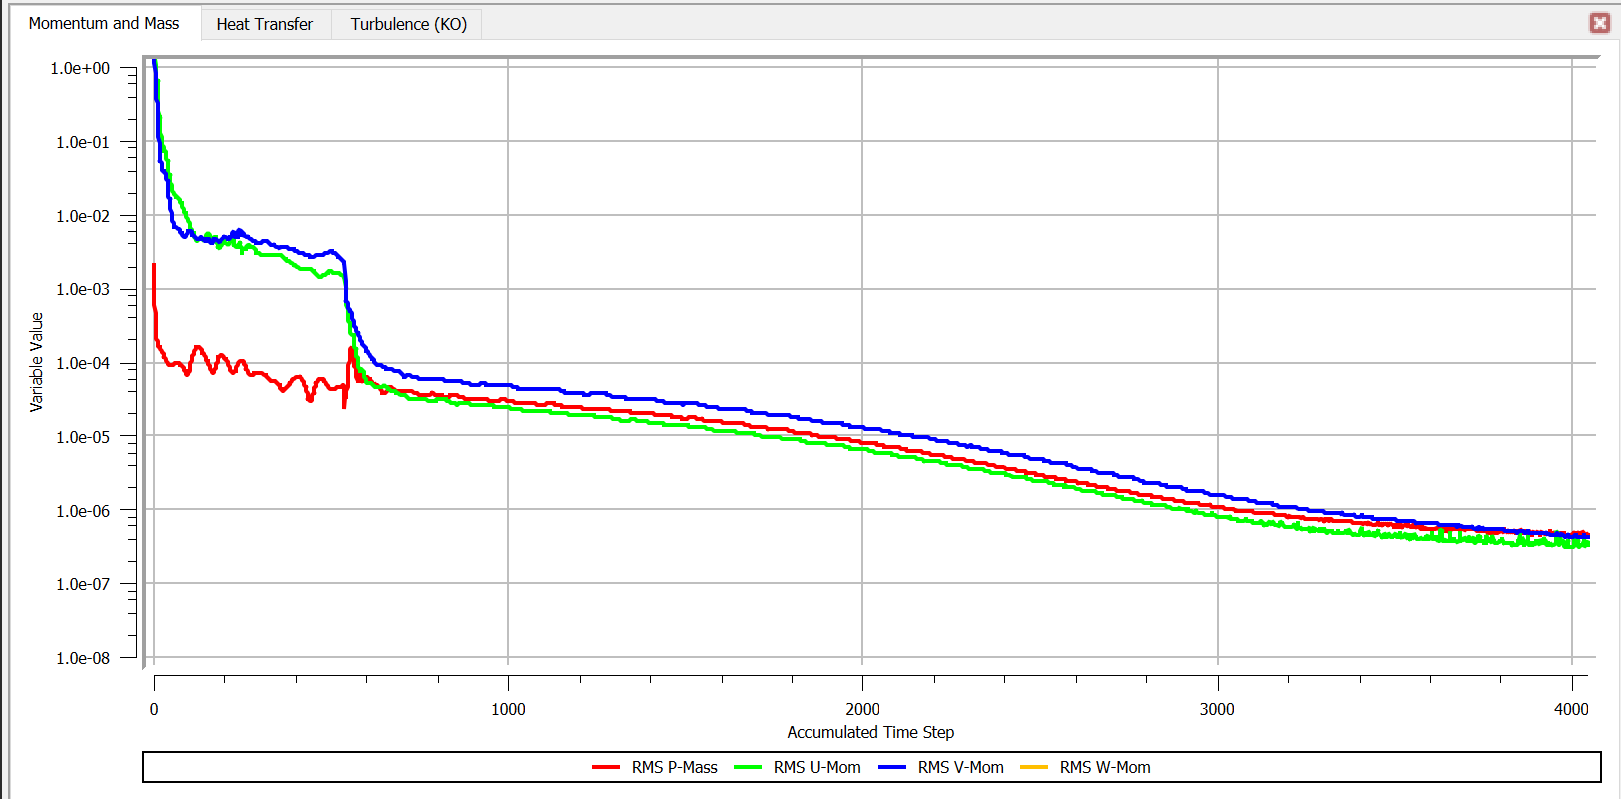 Momentum and Mass Heat Transfer Turbulence (KO)
1.0e+00
1.0e-01
1.0e-02
1.0e-03
1.0e-04
1.0e-05
1.0e-06
1.0e-07
1.0e-08
Variable Value
0 1000 2000 3000 4000
Accumulated Time Step
RMS P-Mass RMS U-Mom RMS V-Mom RMS W-Mom